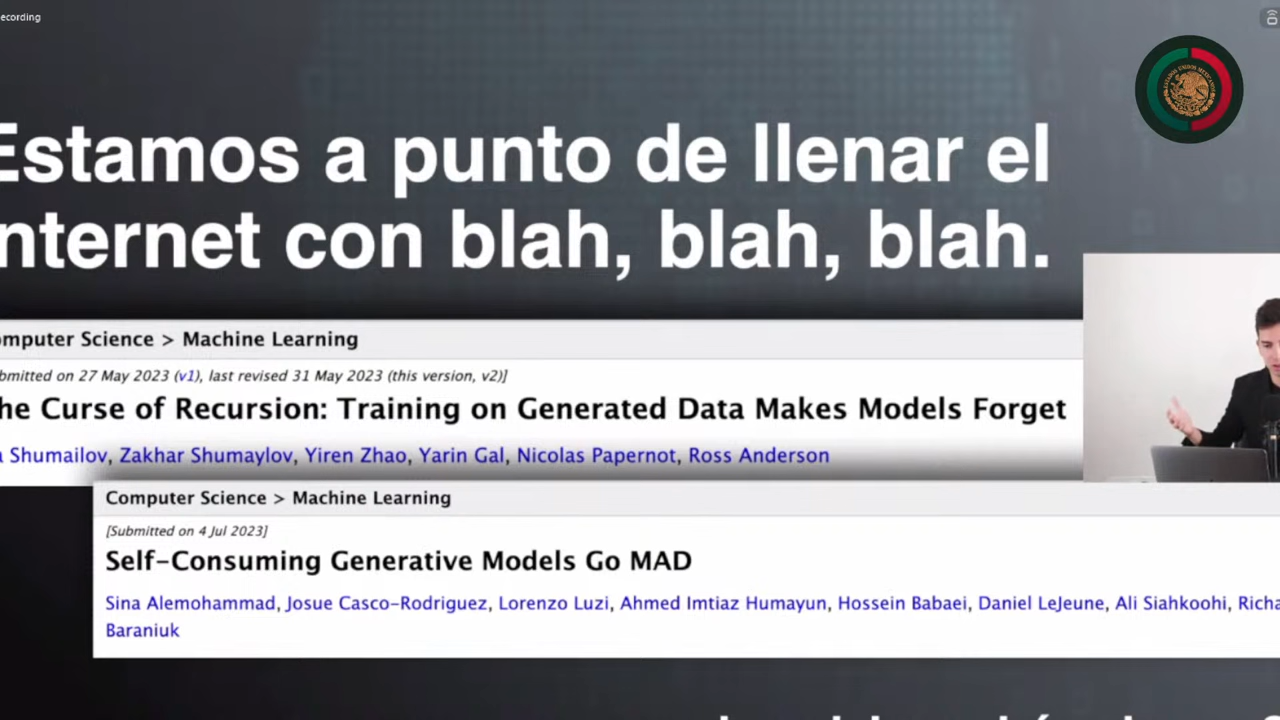 ecording
Estamos a punto de llenar el
nternet con blah, blah, blah.
omputer Science > Machine Learning
bmitted on 27 May 2023 (v1), last revised 31 May 2023 (this version, v2)]
he Curse of Recursion: Training on Generated Data Makes Models Forget
a Shumailov, Zakhar Shumaylov, Yiren Zhao, Yarin Gal, Nicolas Papernot, Ross Anderson
Computer Science > Machine Learning
[Submitted on 4 Jul 2023]
Self-Consuming Generative Models Go MAD
Sina Alemohammad, Josue Casco-Rodriguez, Lorenzo Luzi, Ahmed Imtiaz Humayun, Hossein Babaei, Daniel LeJeune, Ali Siahkoohi, Richa
Baraniuk
ESTADOS UNIDOS MEXICANOS